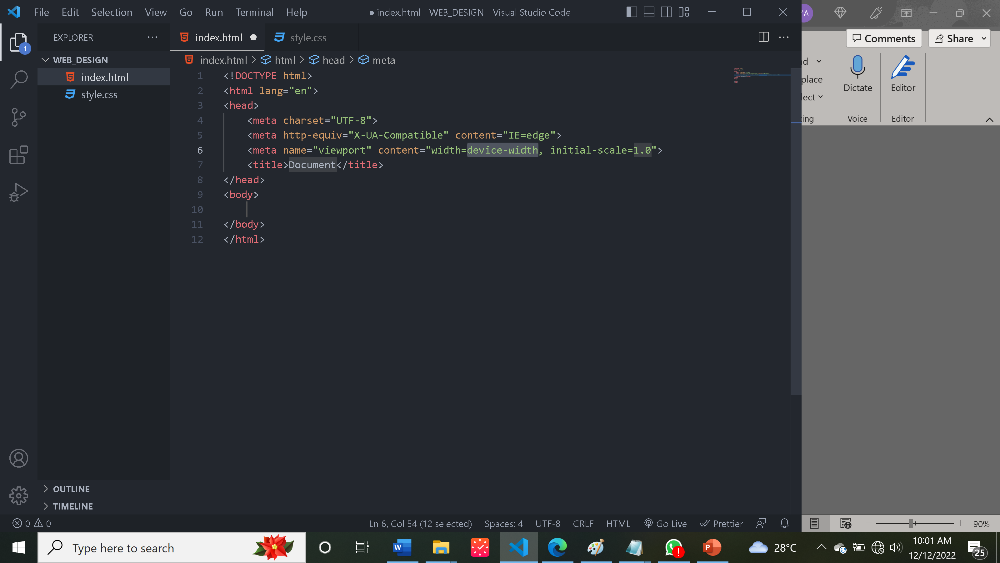 File Edit Selection View Go Run Terminal Help
● index.html - WEB_DESIGN - Visual Studio Code
EXPLORER ···
WEB_DESIGN
index.html
style.css
OUTLINE
TIMELINE
1
index.html ●
style.css
index.html > html > head > meta
1 <!DOCTYPE html>
2 <html lang="en">
3 <head>
4 <meta charset="UTF-8">
5 <meta http-equiv="X-UA-Compatible" content="IE=edge">
6 <meta name="viewport" content="width=device-width, initial-scale=1.0">
7 <title>Document</title>
8 </head>
9 <body>
10
11 </body>
12 </html>
0 0
Ln 6, Col 54 (12 selected) Spaces: 4 UTF-8 CRLF HTML Go Live Prettier
Comments Share
place
lect
Dictate Editor
Voice Editor
90%
Type here to search
28°C
10:01 AM
12/12/2022
25